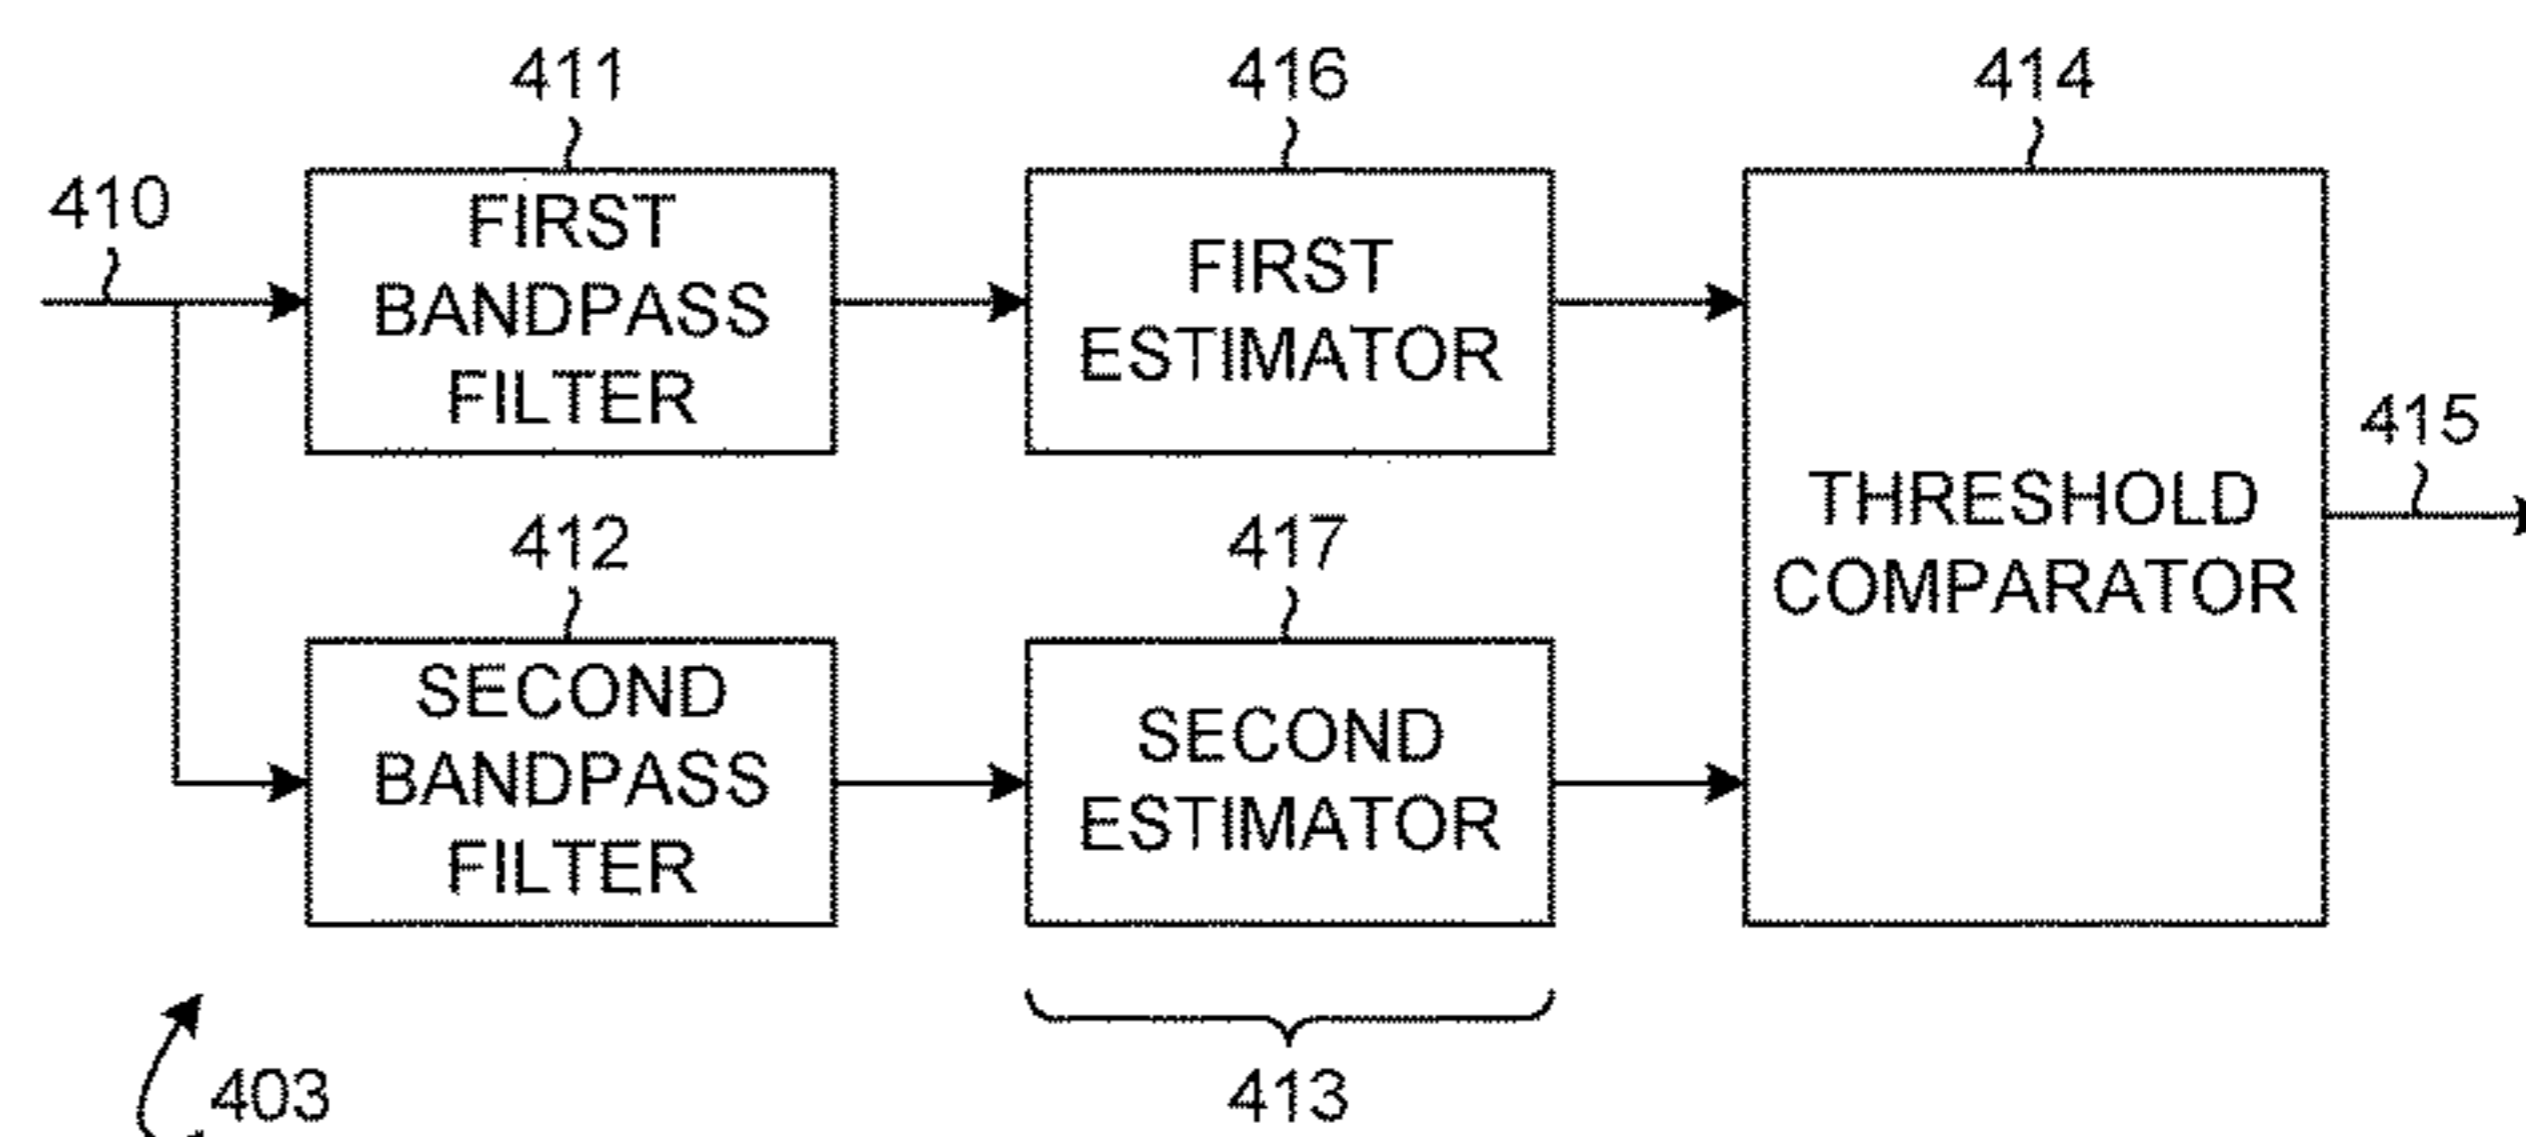 411
416
414
410
FIRST
BANDPASS
FILTER
FIRST
ESTIMATOR
THRESHOLD
COMPARATOR
415
412
417
SECOND
BANDPASS
FILTER
SECOND
ESTIMATOR
403
413